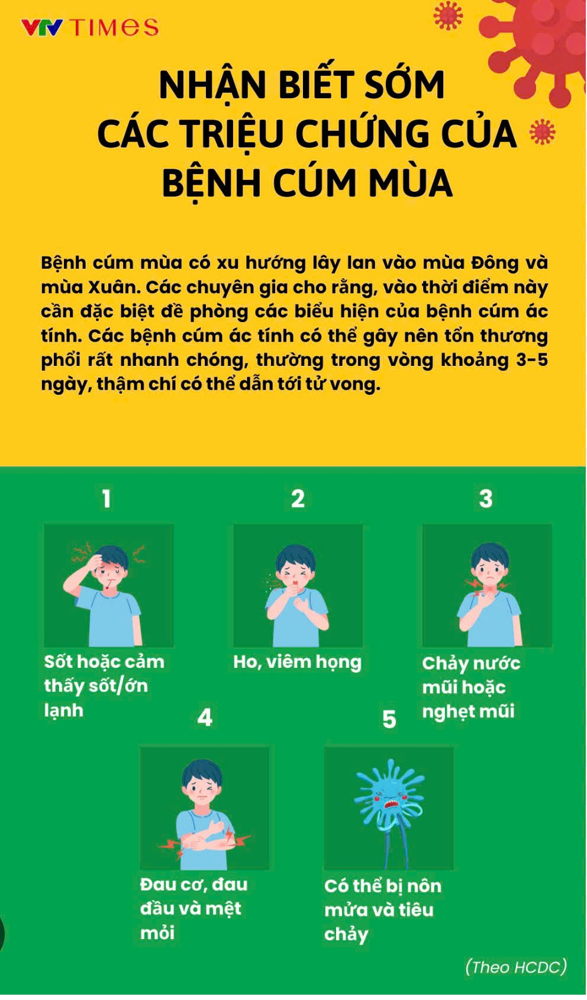 VTV TIMES
NHẬN BIẾT SỚM
CÁC TRIỆU CHỨNG CỦA
BỆNH CÚM MÙA
Bệnh cúm mùa có xu hướng lây lan vào mùa Đông và
mùa Xuân. Các chuyên gia cho rằng, vào thời điểm này
cần đặc biệt đề phòng các biểu hiện của bệnh cúm ác
tính. Các bệnh cúm ác tính có thể gây nên tổn thương
phổi rất nhanh chóng, thường trong vòng khoảng 3-5
ngày, thậm chí có thể dẫn tới tử vong.
1
Sốt hoặc cảm
thấy sốt/ớn
lạnh
2
Ho, viêm họng
3
Chảy nước
mũi hoặc
nghẹt mũi
4
Đau cơ, đau
đầu và mệt
mỏi
5
Có thể bị nôn
mửa và tiêu
chảy
(Theo HCDC)